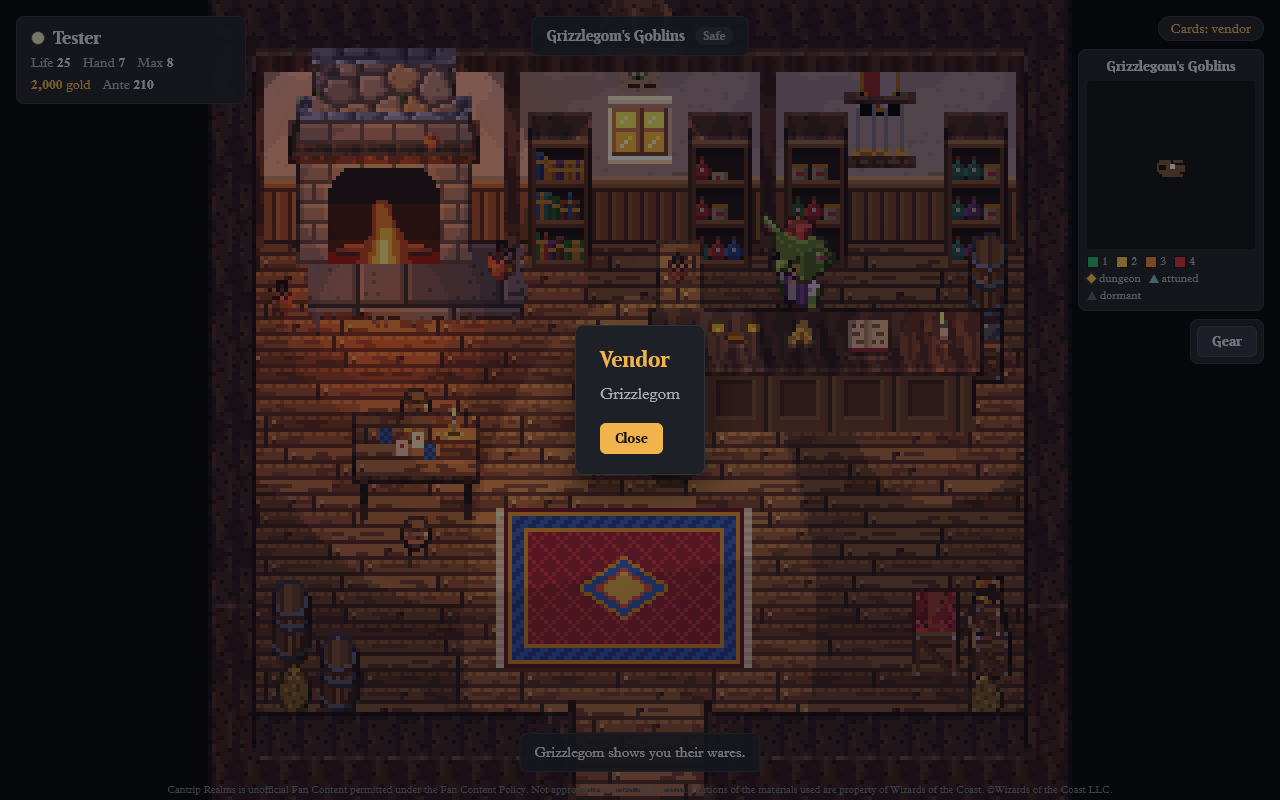 Tester
Life 25 Hand 7 Max 8
2,000 gold Ante 210
Grizzlegom's Goblins Safe
Cards: vendor
Grizzlegom's Goblins
1 2 3 4
dungeon attuned
dormant
Gear
Vendor
Grizzlegom
Close
Grizzlegom shows you their wares.
Cantrip Realms is unofficial Fan Content permitted under the Fan Content Policy. Not tions of the materials used are property of Wizards of the Coast. ©Wizards of the Coast LLC.